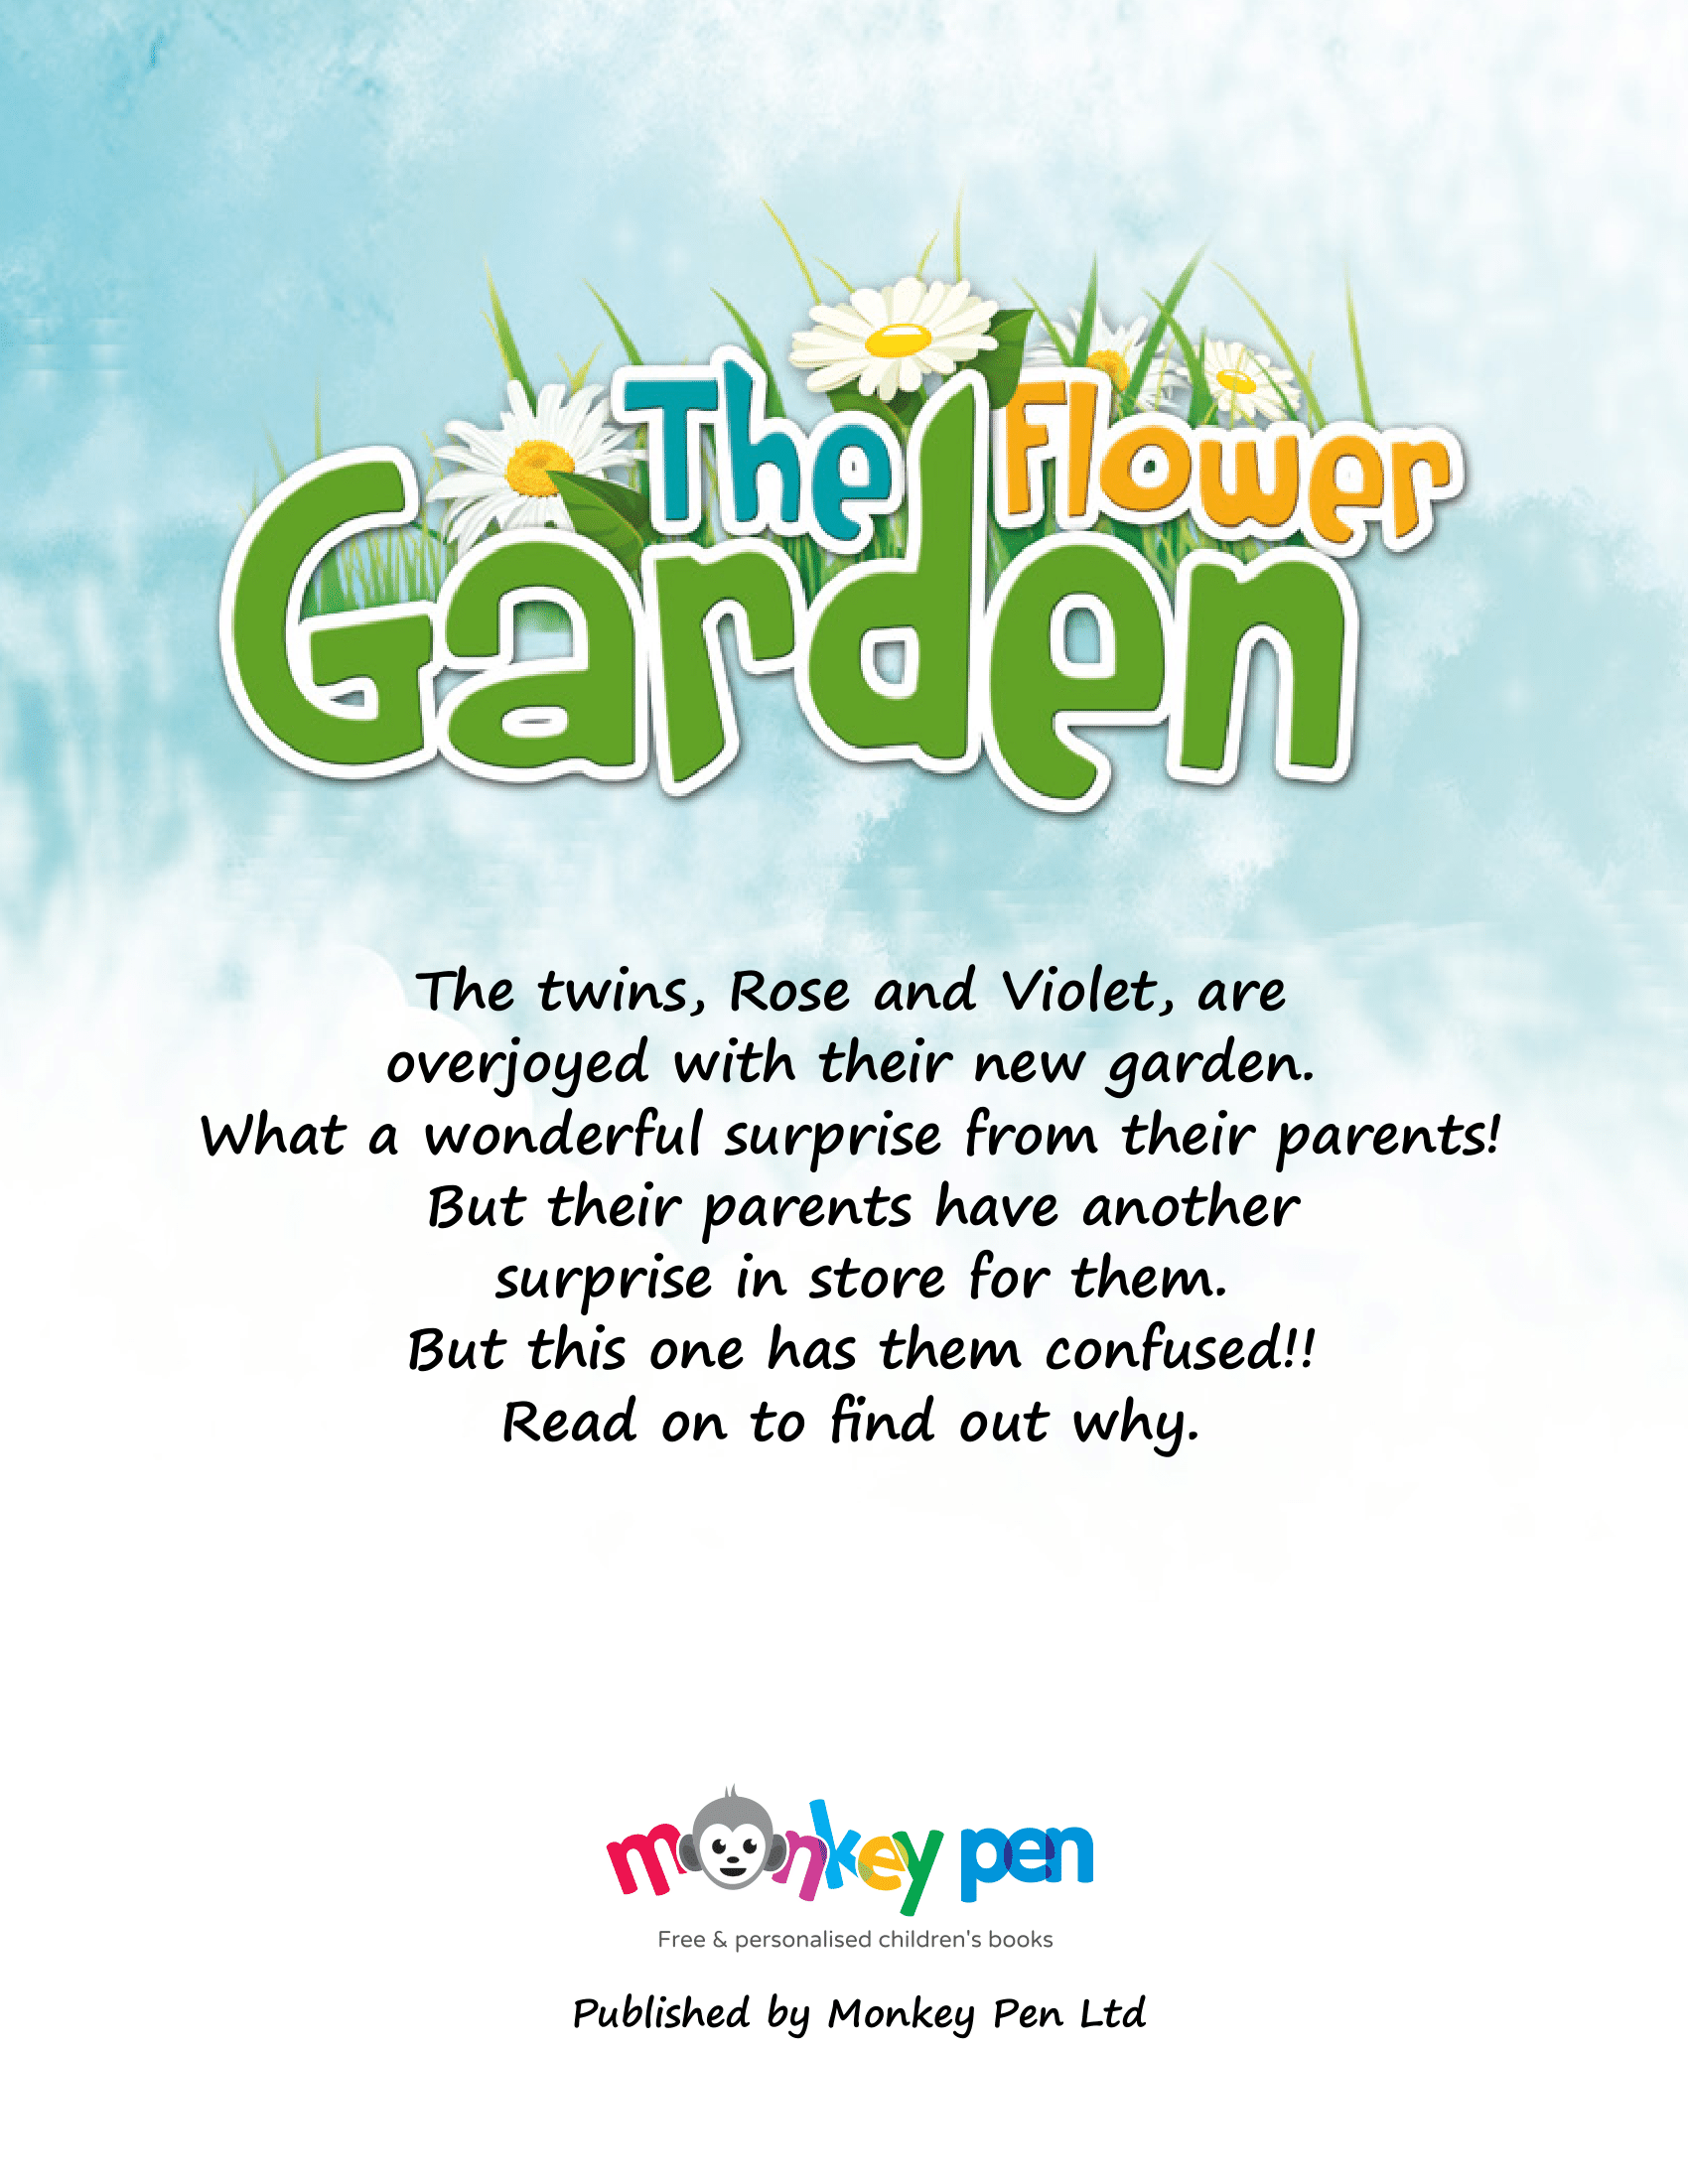 The Flower
Garden
The twins, Rose and Violet, are
overjoyed with their new garden.
What a wonderful surprise from their parents!
But their parents have another
surprise in store for them.
But this one has them confused!!
Read on to find out why.
monkey pen
Free & personalised children's books
Published by Monkey Pen Ltd